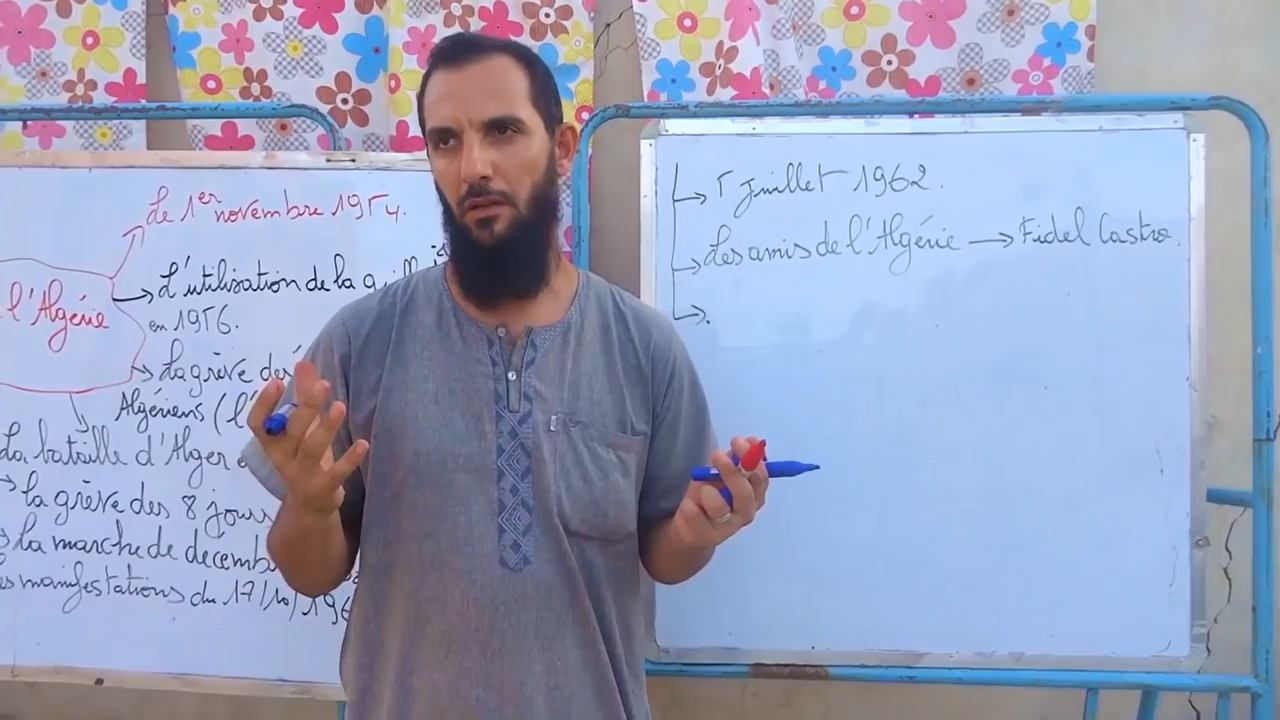 Le 1er novembre 1954.
l'Algérie
L'utilisation de la
en 1956.
La grève des
Algériens (l'
La bataille d'Alger
la grève des 8 jours
la marche de décemb
manifestations du 17/10/196
5 juillet 1962.
Les amis de l'Algérie → Fidel Castro.